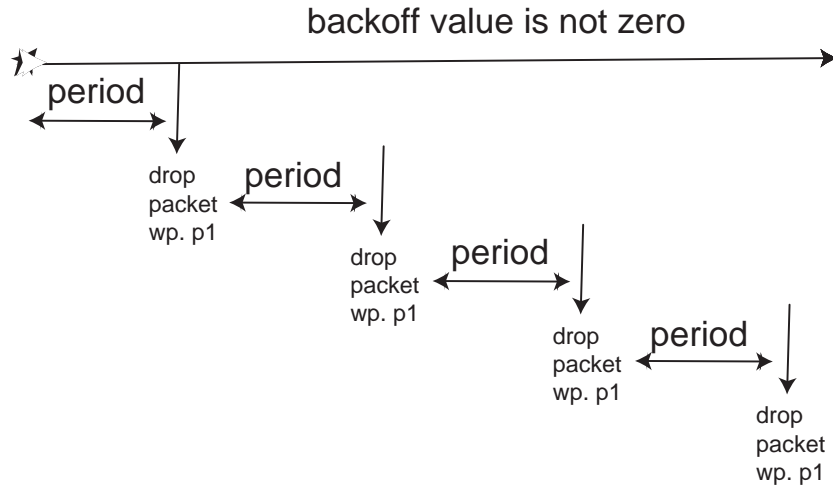 backoff value is not zero
period
drop
packet
wp. p1
period
drop
packet
wp. p1
period
drop
packet
wp. p1
period
drop
packet
wp. p1